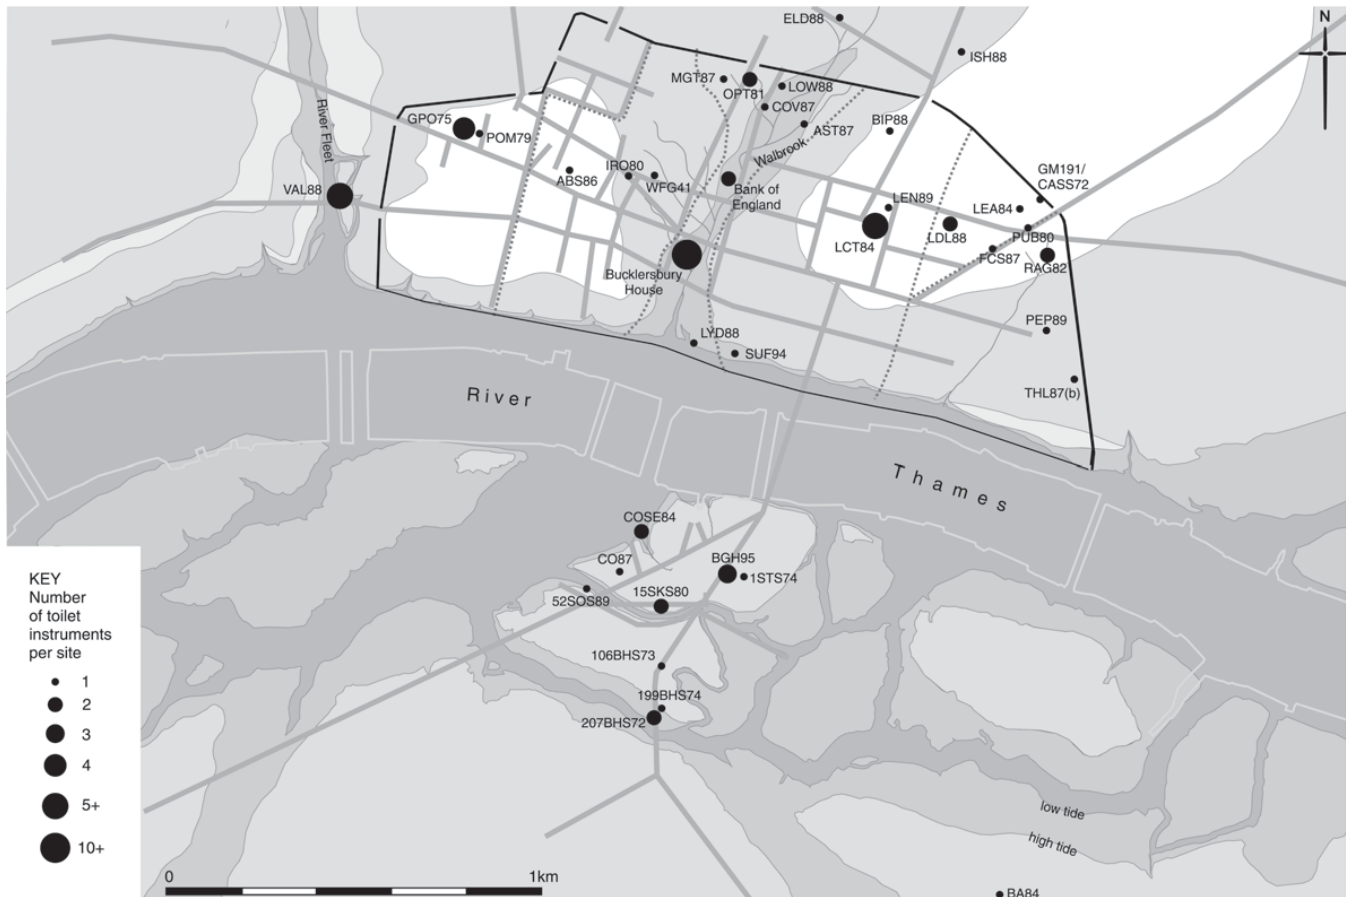 ELD88
N
ISH88
MGT87
OPT81
LOW88
COV87
GPO75
POM79
AST87
BIP88
River Fleet
Walbrook
IRO80
ABS86
WFG41
Bank of
England
GM191/
CASS72
VAL88
LEN89
LEA84
LCT84
LDL88
PUB80
FCS87
RAG82
Bucklersbury
House
PEP89
LYD88
SUF94
THL87(b)
River
Thames
COSE84
CO87
BGH95
1STS74
52SOS89
15SKS80
106BHS73
199BHS74
207BHS72
KEY
Number
of toilet
instruments
per site
1
2
3
4
5+
10+
low tide
high tide
0
1km
BA84